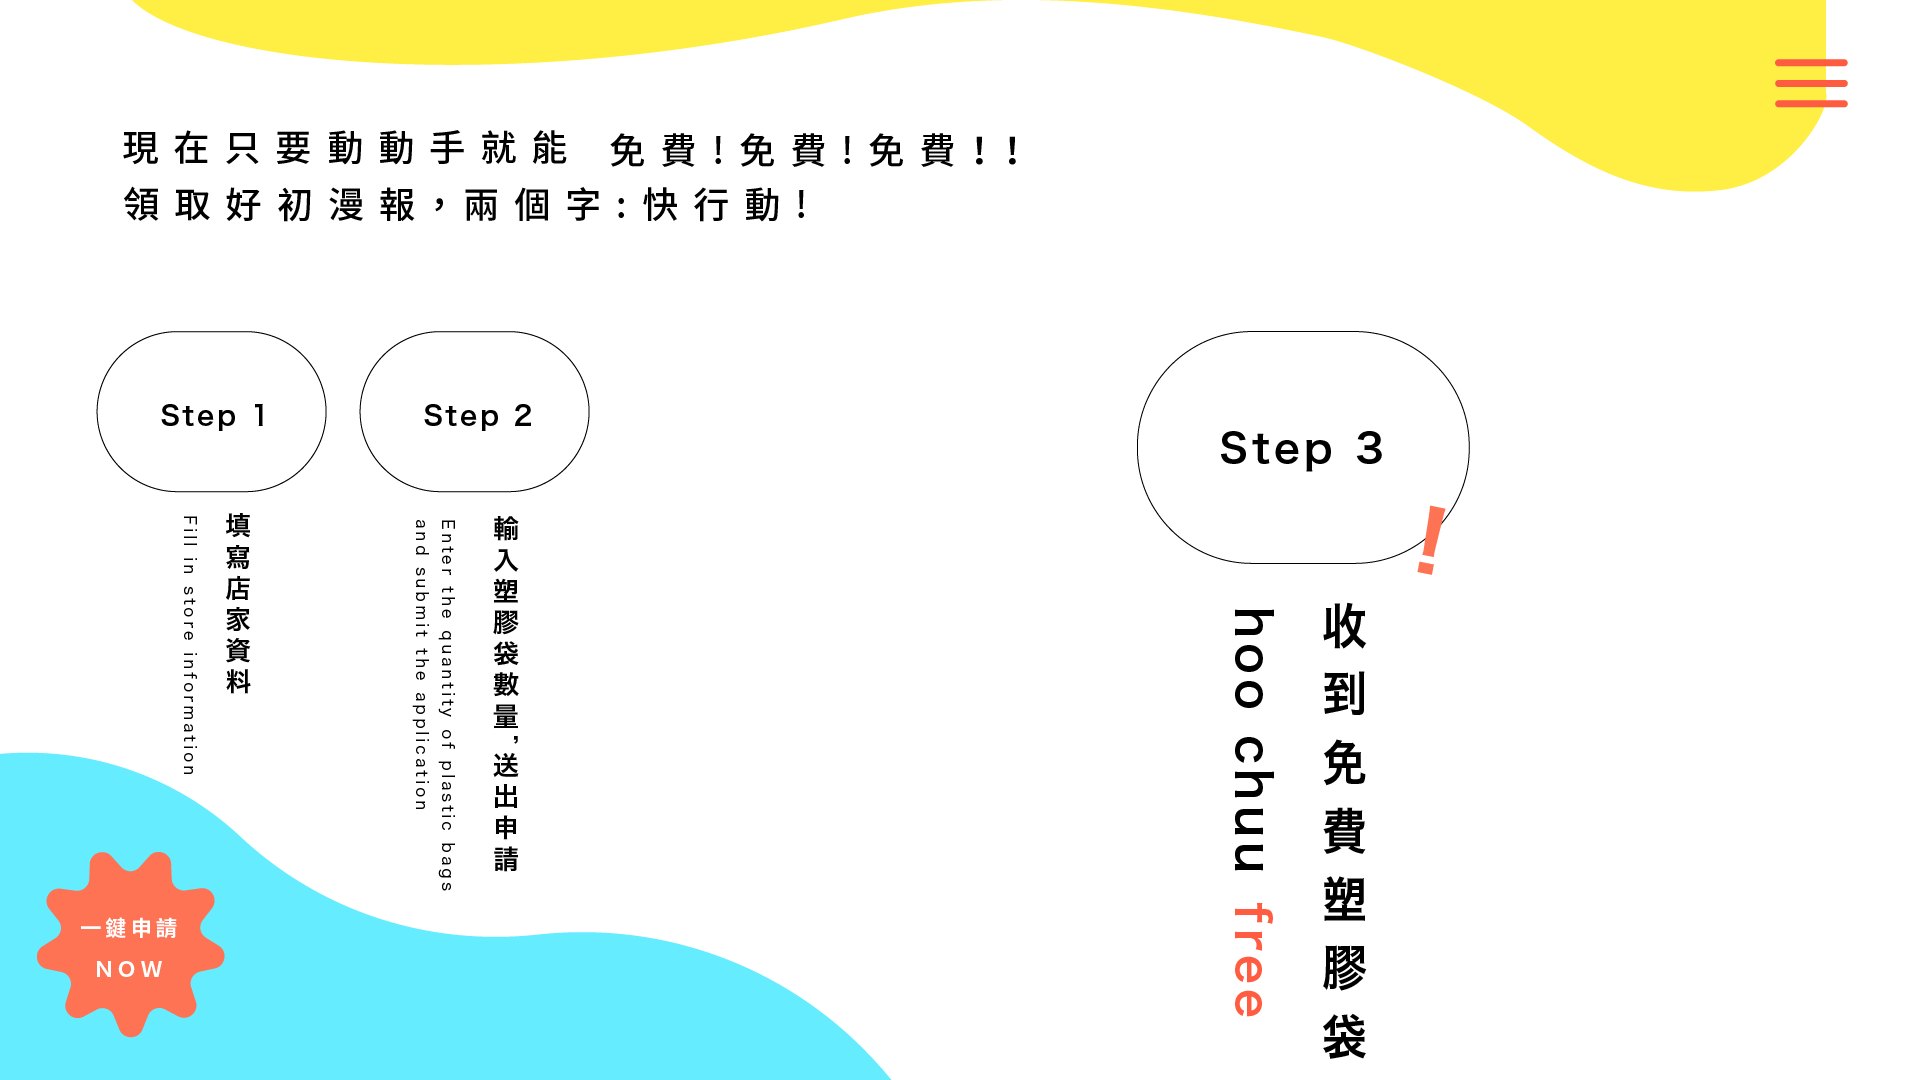 現在只要動動手就能 免費!免費!免費!!
領取好初漫報，兩個字:快行動!
Step 1
填寫店家資料
Fill in store information
Step 2
輸入塑膠袋數量，送出申請
Enter the quantity of plastic bags
and submit the application
Step 3
!
收到免費塑膠袋
hoo chuu free
一鍵申請
NOW